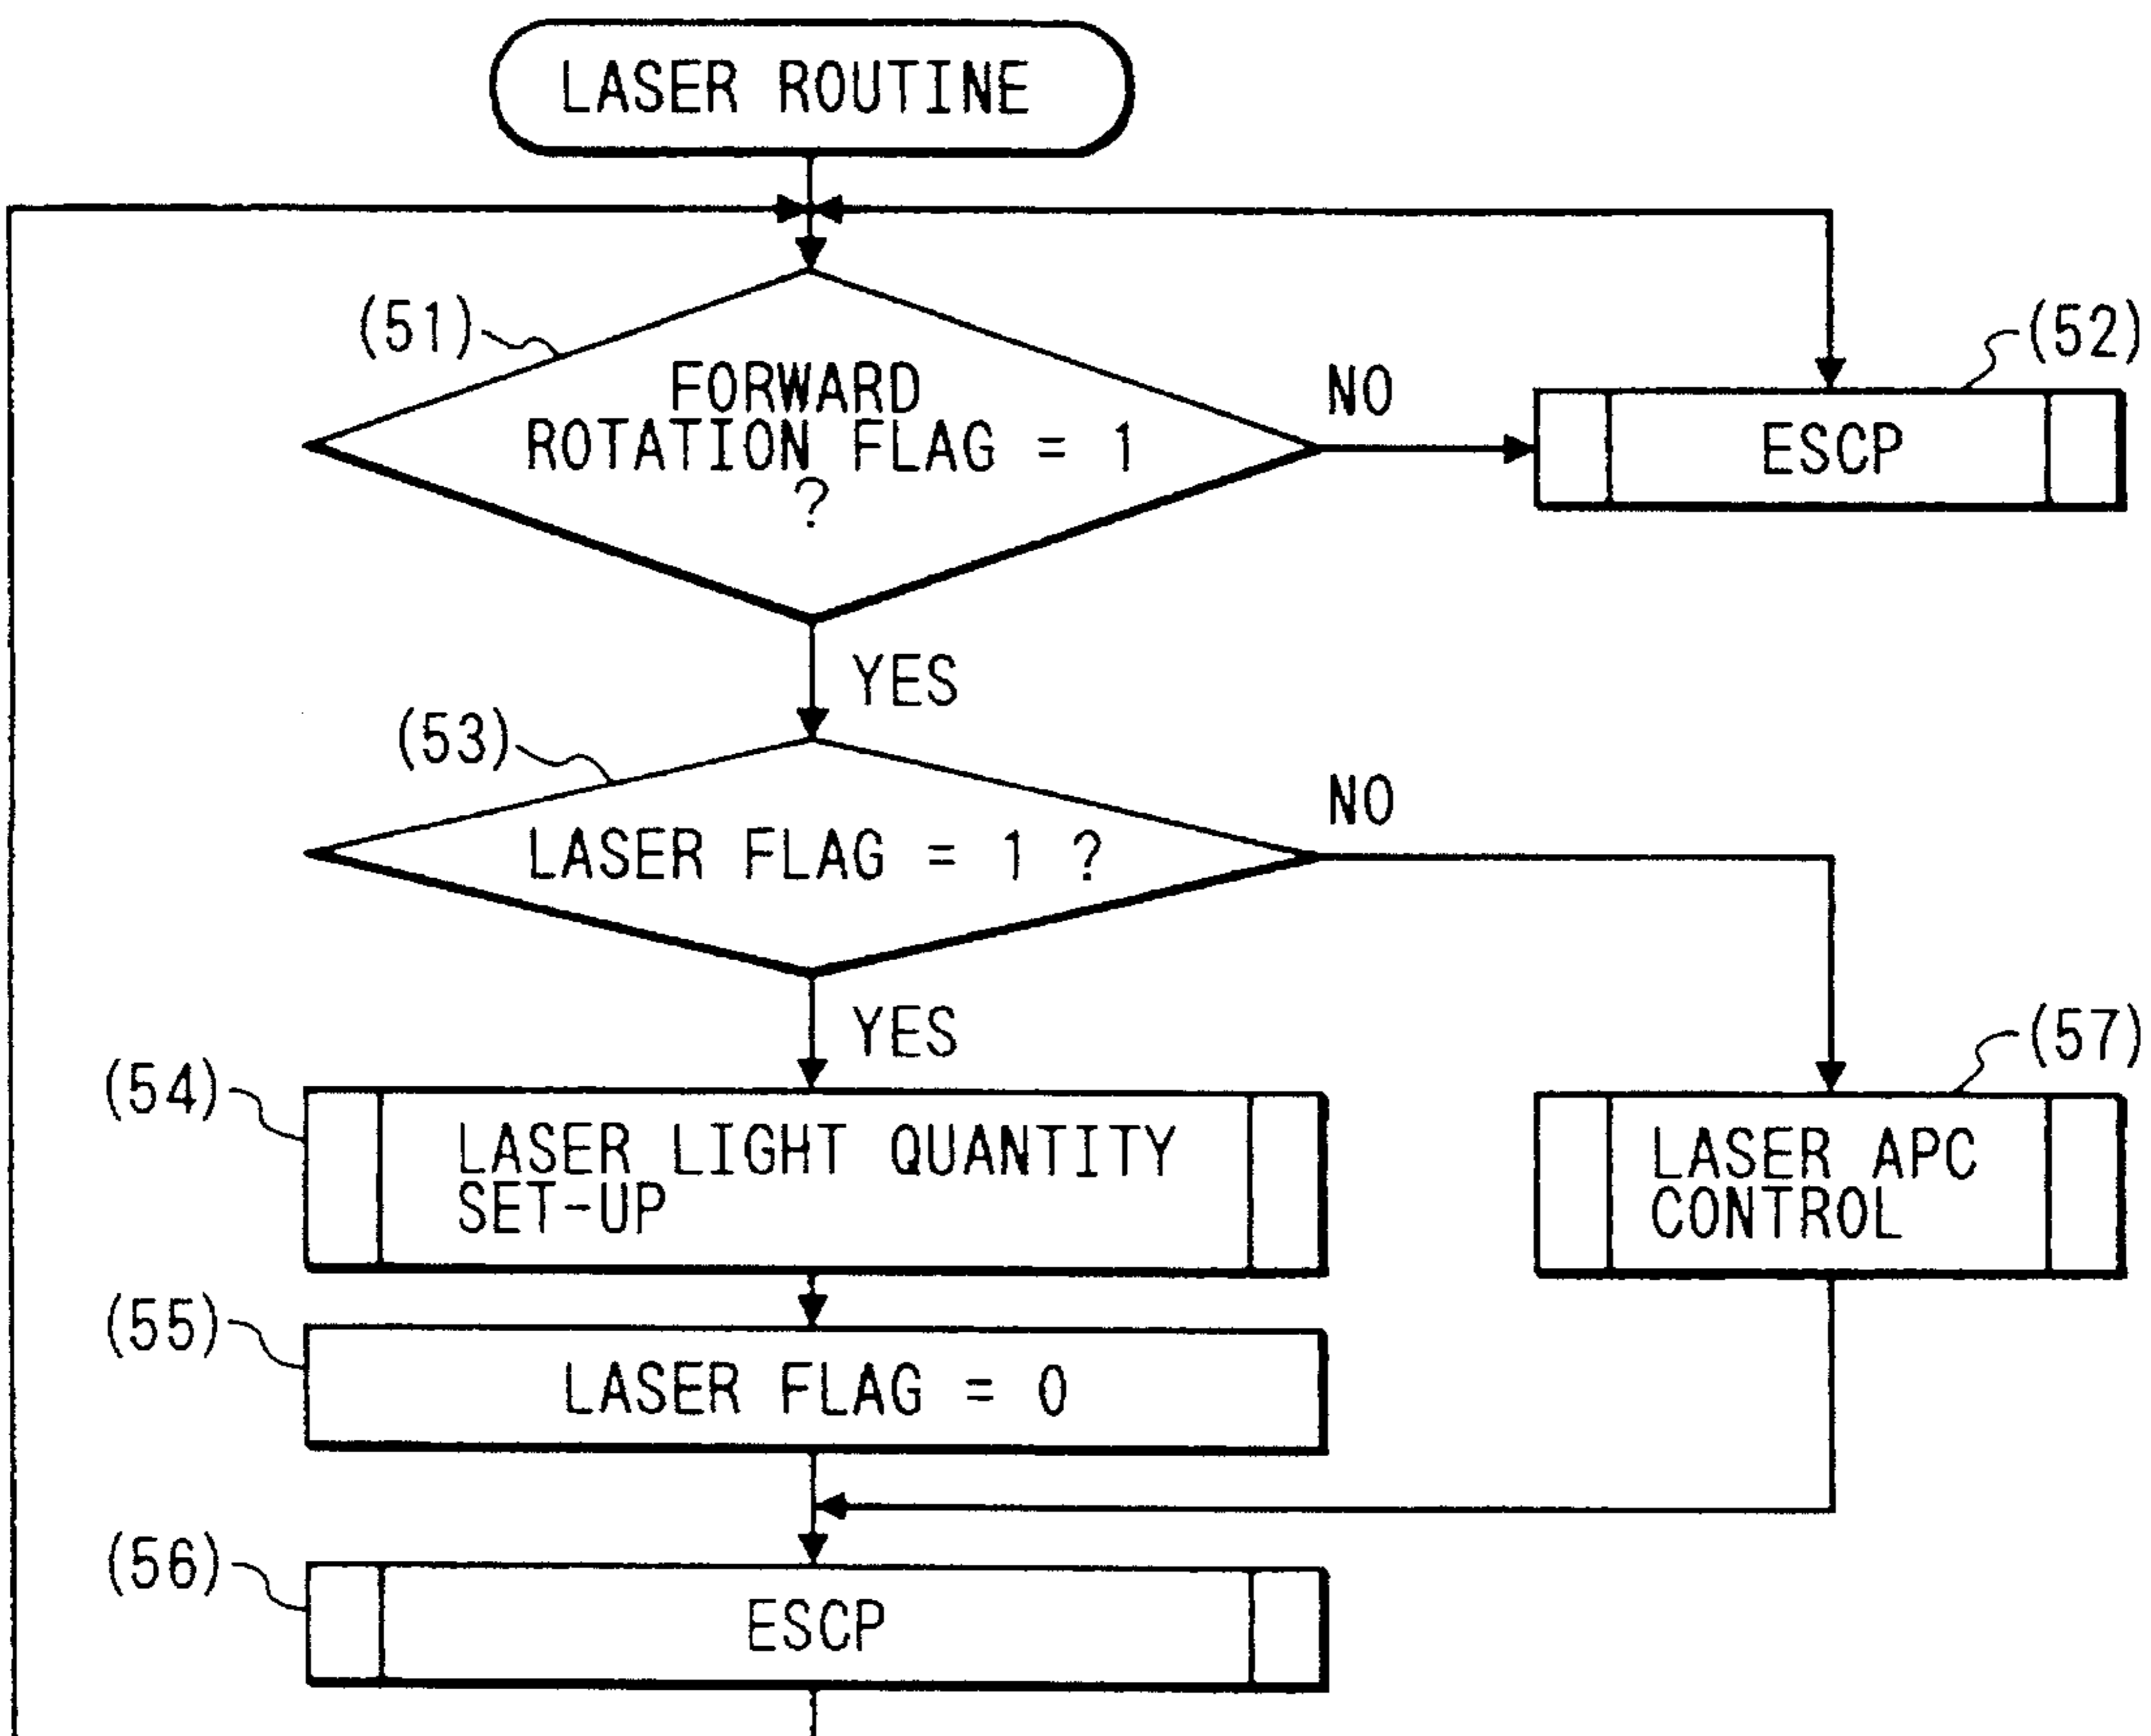 LASER ROUTINE
(51)
FORWARD
ROTATION FLAG = 1
?
NO
(52)
ESCP
YES
(53)
LASER FLAG = 1 ?
NO
YES
(54)
LASER LIGHT QUANTITY
SET-UP
(57)
LASER APC
CONTROL
(55)
LASER FLAG = 0
(56)
ESCP